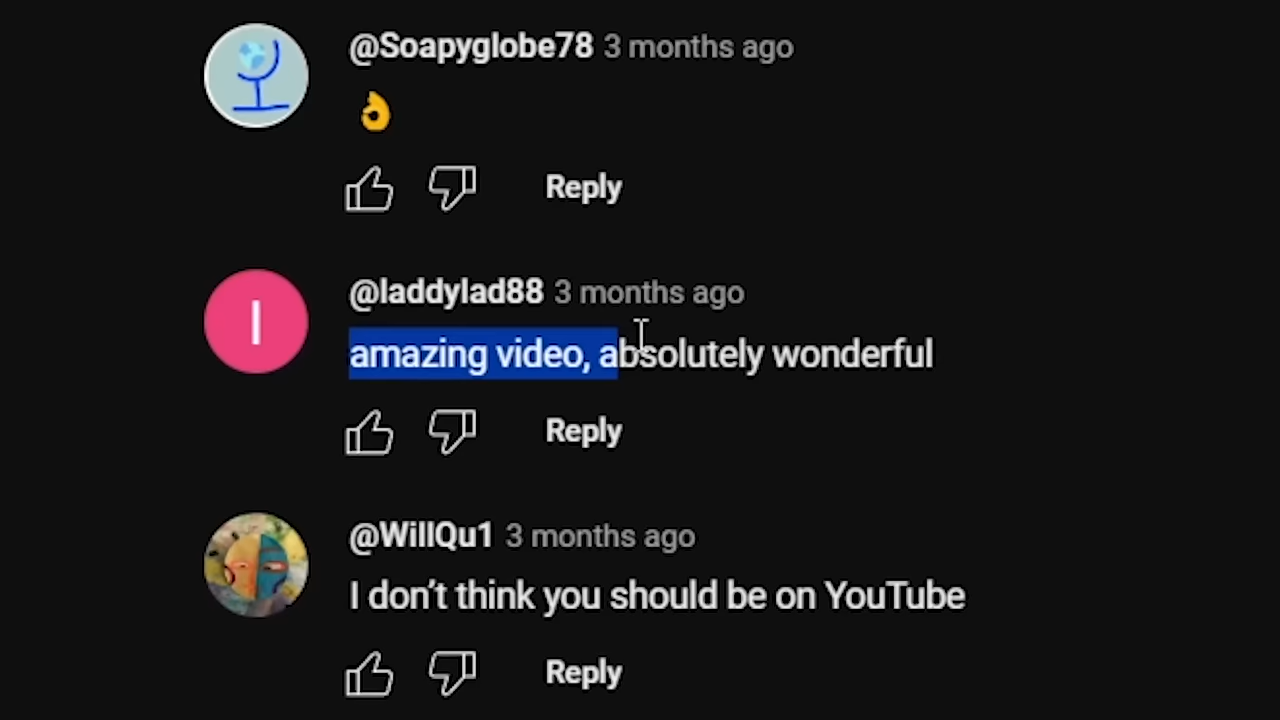 @Soapyglobe78 3 months ago
👌
Reply
l
@laddylad88 3 months ago
amazing video, absolutely wonderful
Reply
@WillQu1 3 months ago
I don’t think you should be on YouTube
Reply